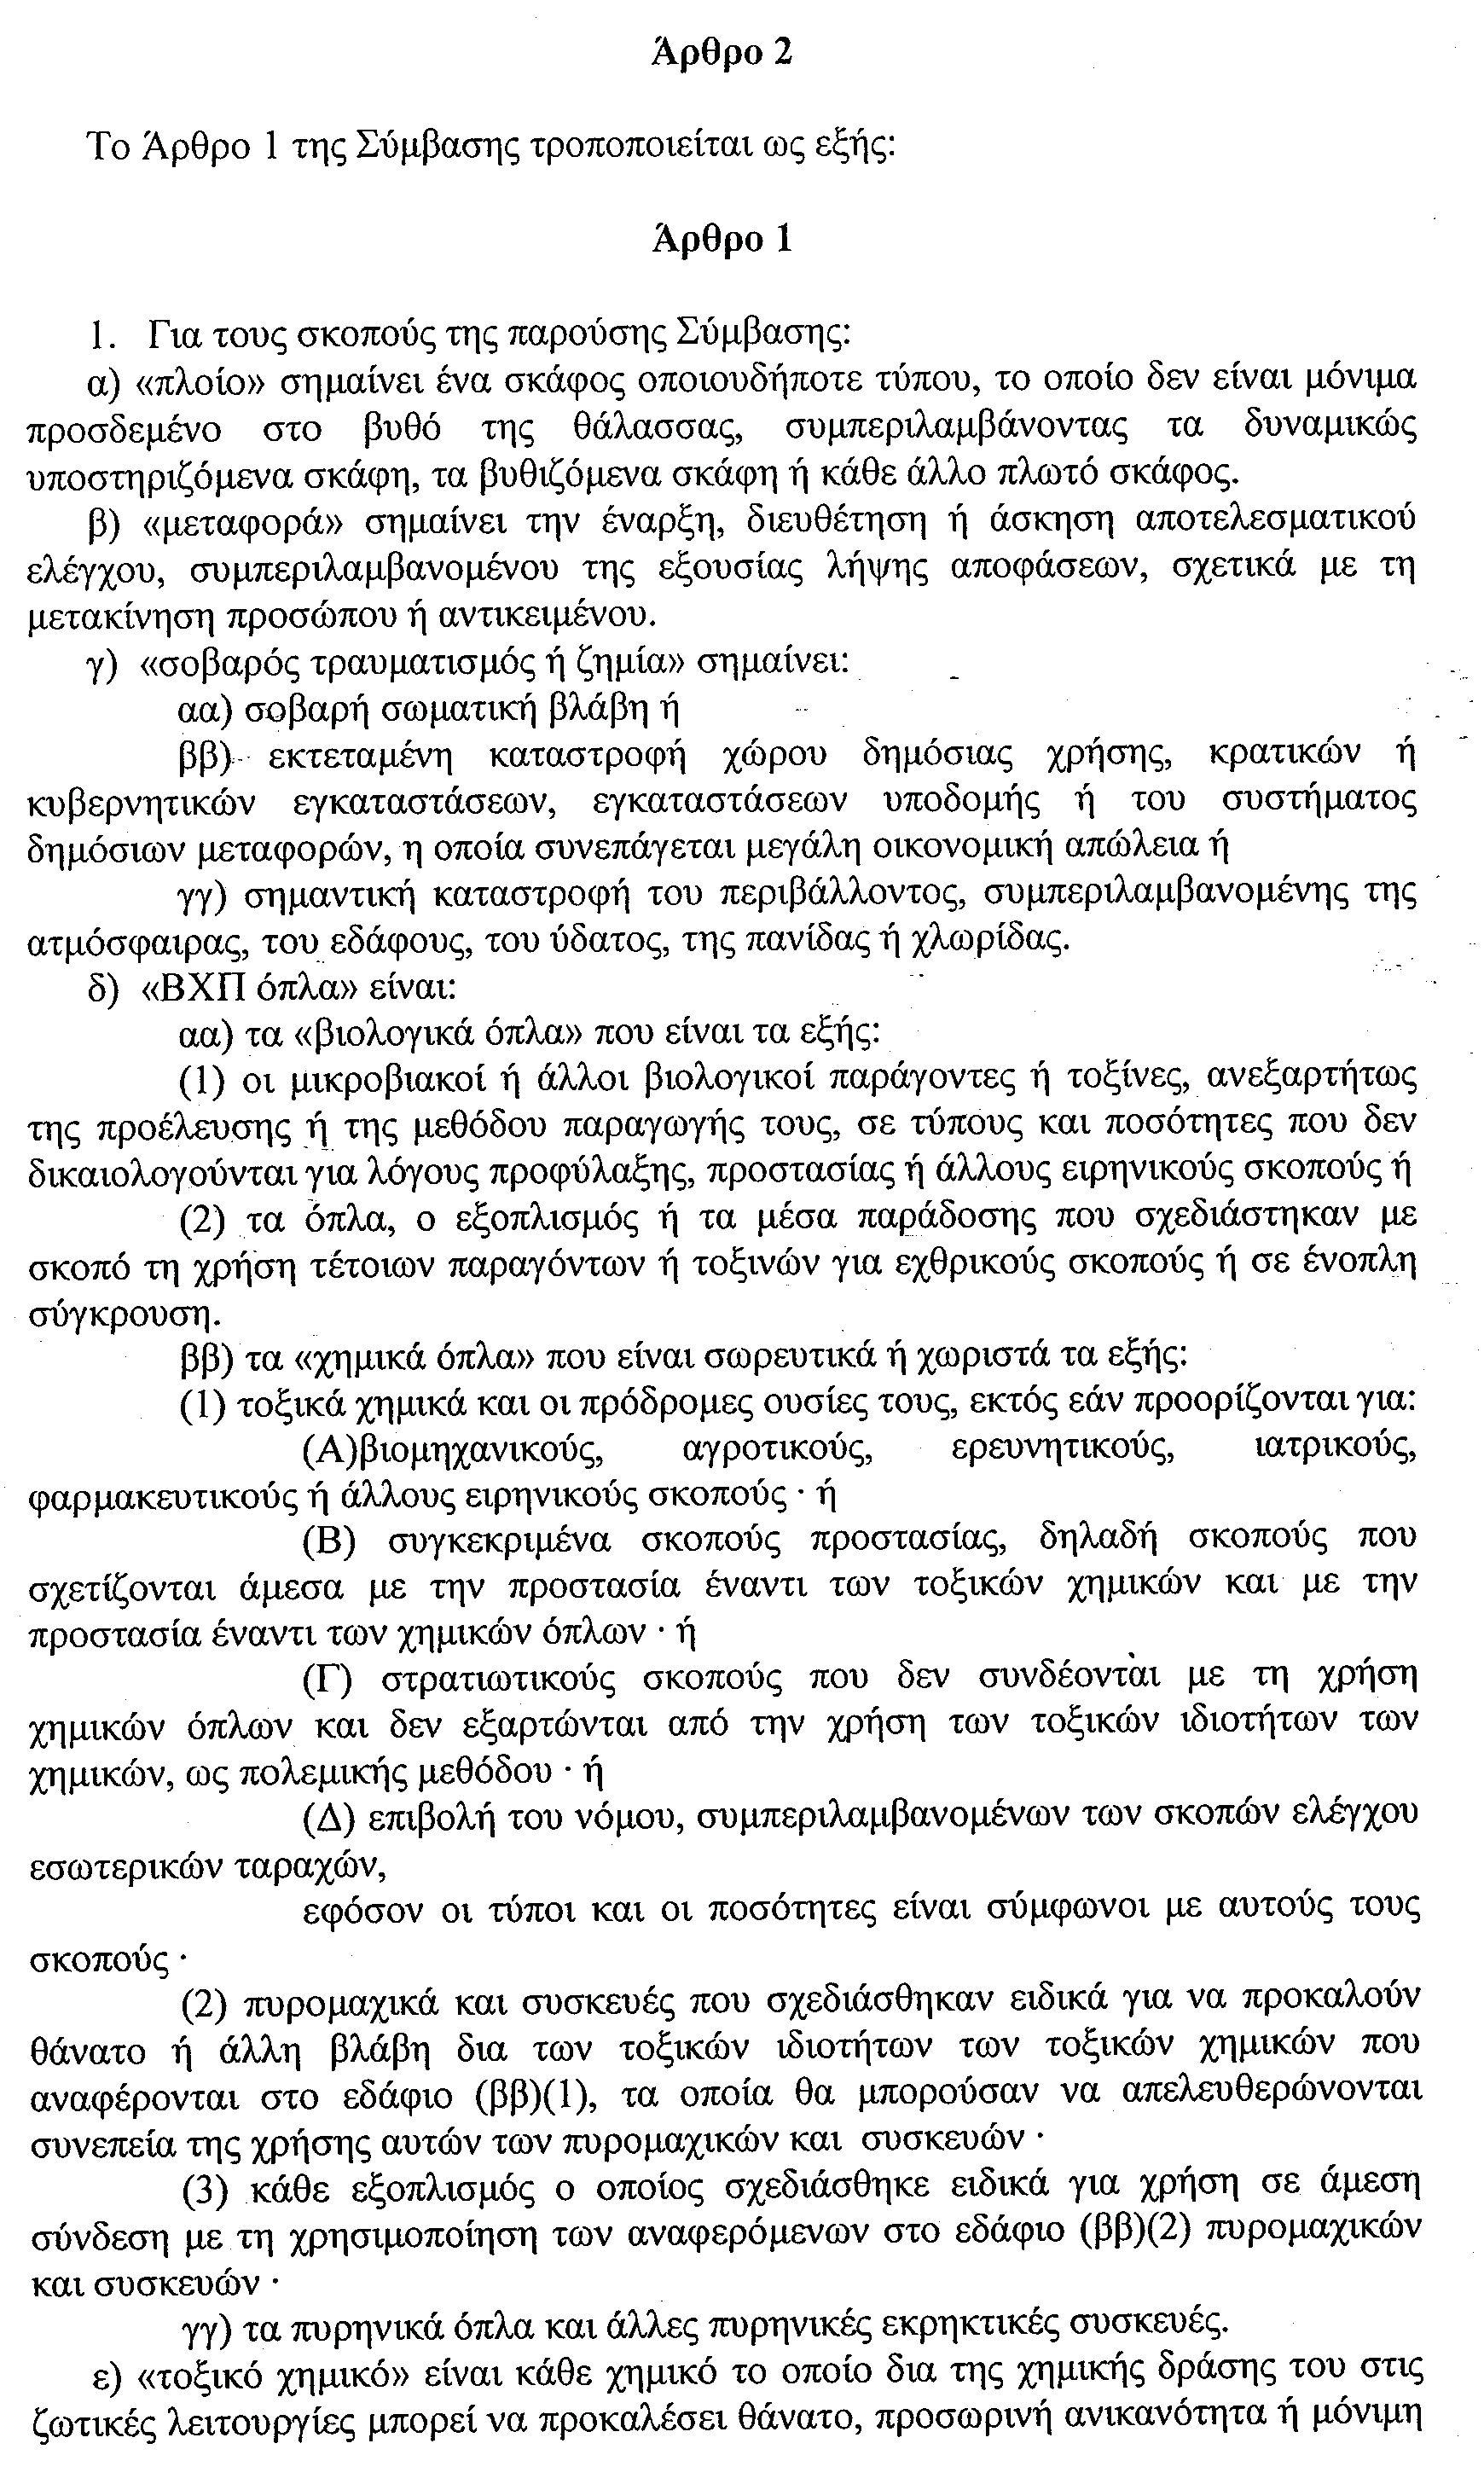 Άρθρο 2
Το Άρθρο 1 της Σύμβασης τροποποιείται ως εξής:
Άρθρο 1
1. Για τους σκοπούς της παρούσης Σύμβασης:
α) «πλοίο» σημαίνει ένα σκάφος οποιουδήποτε τύπου, το οποίο δεν είναι μόνιμα
προσδεμένο στο βυθό της θάλασσας, συμπεριλαμβάνοντας τα δυναμικώς
υποστηριζόμενα σκάφη, τα βυθιζόμενα σκάφη ή κάθε άλλο πλωτό σκάφος.
β) «μεταφορά» σημαίνει την έναρξη, διευθέτηση ή άσκηση αποτελεσματικού
ελέγχου, συμπεριλαμβανομένου της εξουσίας λήψης αποφάσεων, σχετικά με τη
μετακίνηση προσώπου ή αντικειμένου.
γ) «σοβαρός τραυματισμός ή ζημία» σημαίνει:
αα) σοβαρή σωματική βλάβη ή
ββ) εκτεταμένη καταστροφή χώρου δημόσιας χρήσης, κρατικών ή
κυβερνητικών εγκαταστάσεων, εγκαταστάσεων υποδομής ή του συστήματος
δημόσιων μεταφορών, η οποία συνεπάγεται μεγάλη οικονομική απώλεια ή
γγ) σημαντική καταστροφή του περιβάλλοντος, συμπεριλαμβανομένης της
ατμόσφαιρας, του εδάφους, του ύδατος, της πανίδας ή χλωρίδας.
δ) «ΒΧΠ όπλα» είναι:
αα) τα «βιολογικά όπλα» που είναι τα εξής:
(1) οι μικροβιακοί ή άλλοι βιολογικοί παράγοντες ή τοξίνες, ανεξαρτήτως
της προέλευσης ή της μεθόδου παραγωγής τους, σε τύπους και ποσότητες που δεν
δικαιολογούνται για λόγους προφύλαξης, προστασίας ή άλλους ειρηνικούς σκοπούς ή
(2) τα όπλα, ο εξοπλισμός ή τα μέσα παράδοσης που σχεδιάστηκαν με
σκοπό τη χρήση τέτοιων παραγόντων ή τοξινών για εχθρικούς σκοπούς ή σε ένοπλη
σύγκρουση.
ββ) τα «χημικά όπλα» που είναι σωρευτικά ή χωριστά τα εξής:
(1) τοξικά χημικά και οι πρόδρομες ουσίες τους, εκτός εάν προορίζονται για:
(Α)βιομηχανικούς, αγροτικούς, ερευνητικούς, ιατρικούς,
φαρμακευτικούς ή άλλους ειρηνικούς σκοπούς · ή
(Β) συγκεκριμένα σκοπούς προστασίας, δηλαδή σκοπούς που
σχετίζονται άμεσα με την προστασία έναντι των τοξικών χημικών και με την
προστασία έναντι των χημικών όπλων · ή
(Γ) στρατιωτικούς σκοπούς που δεν συνδέονται με τη χρήση
χημικών όπλων και δεν εξαρτώνται από την χρήση των τοξικών ιδιοτήτων των
χημικών, ως πολεμικής μεθόδου · ή
(Δ) επιβολή του νόμου, συμπεριλαμβανομένων των σκοπών ελέγχου
εσωτερικών ταραχών,
εφόσον οι τύποι και οι ποσότητες είναι σύμφωνοι με αυτούς τους
σκοπούς ·
(2) πυρομαχικά και συσκευές που σχεδιάσθηκαν ειδικά για να προκαλούν
θάνατο ή άλλη βλάβη δια των τοξικών ιδιοτήτων των τοξικών χημικών που
αναφέρονται στο εδάφιο (ββ)(1), τα οποία θα μπορούσαν να απελευθερώνονται
συνεπεία της χρήσης αυτών των πυρομαχικών και συσκευών ·
(3) κάθε εξοπλισμός ο οποίος σχεδιάσθηκε ειδικά για χρήση σε άμεση
σύνδεση με τη χρησιμοποίηση των αναφερόμενων στο εδάφιο (ββ)(2) πυρομαχικών
και συσκευών ·
γγ) τα πυρηνικά όπλα και άλλες πυρηνικές εκρηκτικές συσκευές.
ε) «τοξικό χημικό» είναι κάθε χημικό το οποίο δια της χημικής δράσης του στις
ζωτικές λειτουργίες μπορεί να προκαλέσει θάνατο, προσωρινή ανικανότητα ή μόνιμη